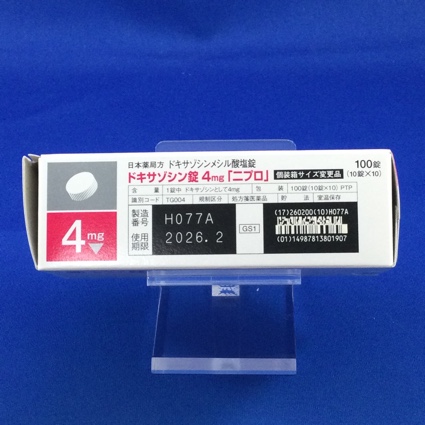 日本薬局方 ドキサゾシンメシル酸塩錠
100錠
ドキサゾシン錠 4mg「ニプロ」 個装箱サイズ変更品 (10錠×10)
含量 1錠中 ドキサゾシンとして4mg 包装 100錠(10錠×10) PTP
識別コード TG004 規制区分 処方箋医薬品 貯法 室温保存
製造番号 H077A
使用期限 2026.2
GS1
(17)260200(10)H077A
(01)14987813801907
4mg